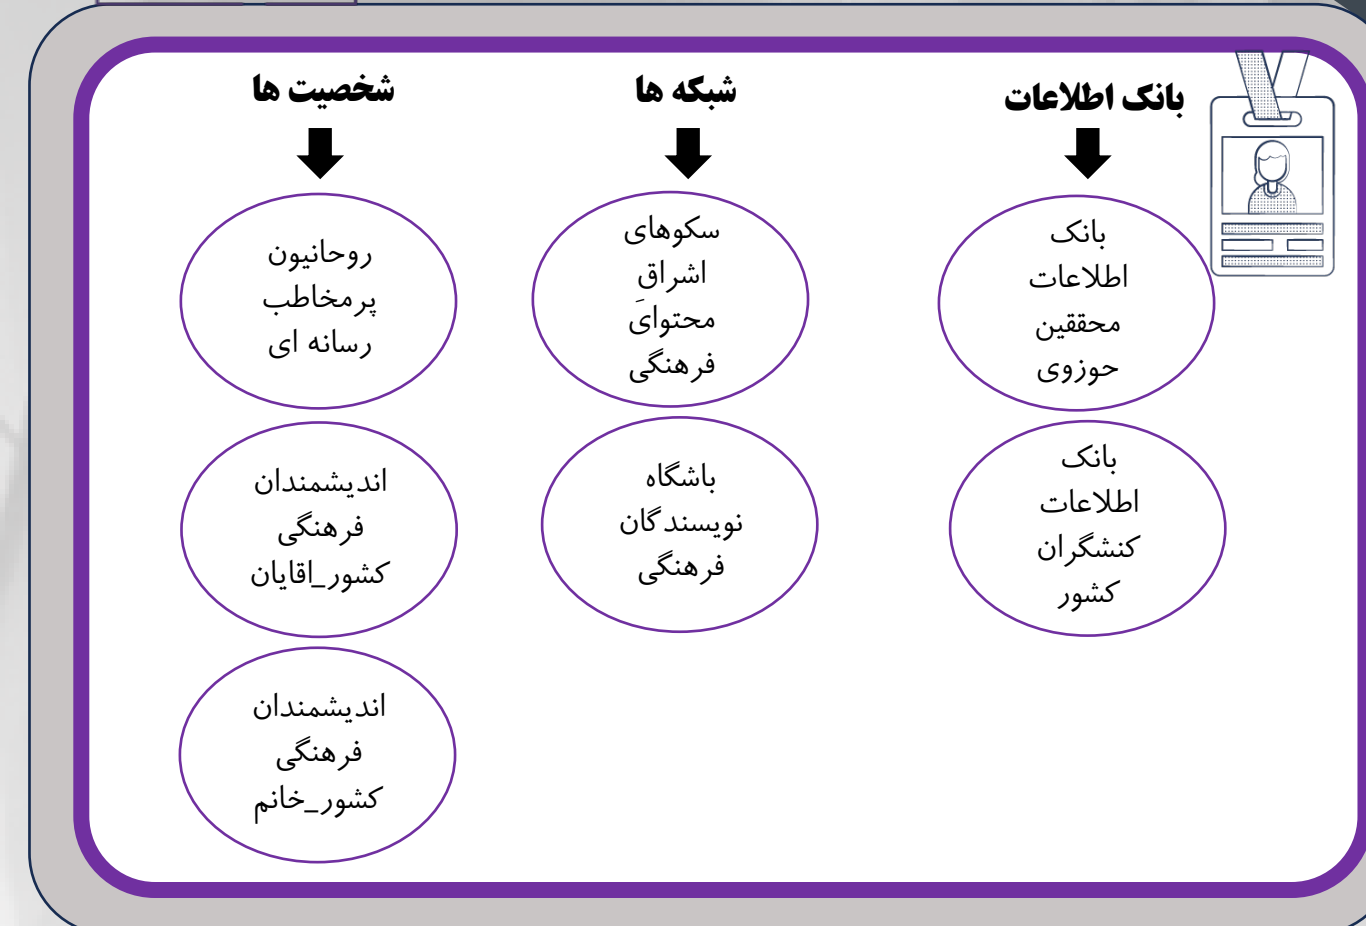 بانک اطلاعات
بانک
اطلاعات
محققین
حوزوی
بانک
اطلاعات
کنشگران
کشور
شبکه ها
سکوهای
اشراق
محتوایَ
فرهنگی
باشگاه
نویسندگان
فرهنگی
شخصیت ها
روحانیون
پرمخاطب
رسانه ای
اندیشمندان
فرهنگی
کشور_اقایان
اندیشمندان
فرهنگی
کشور_خانم